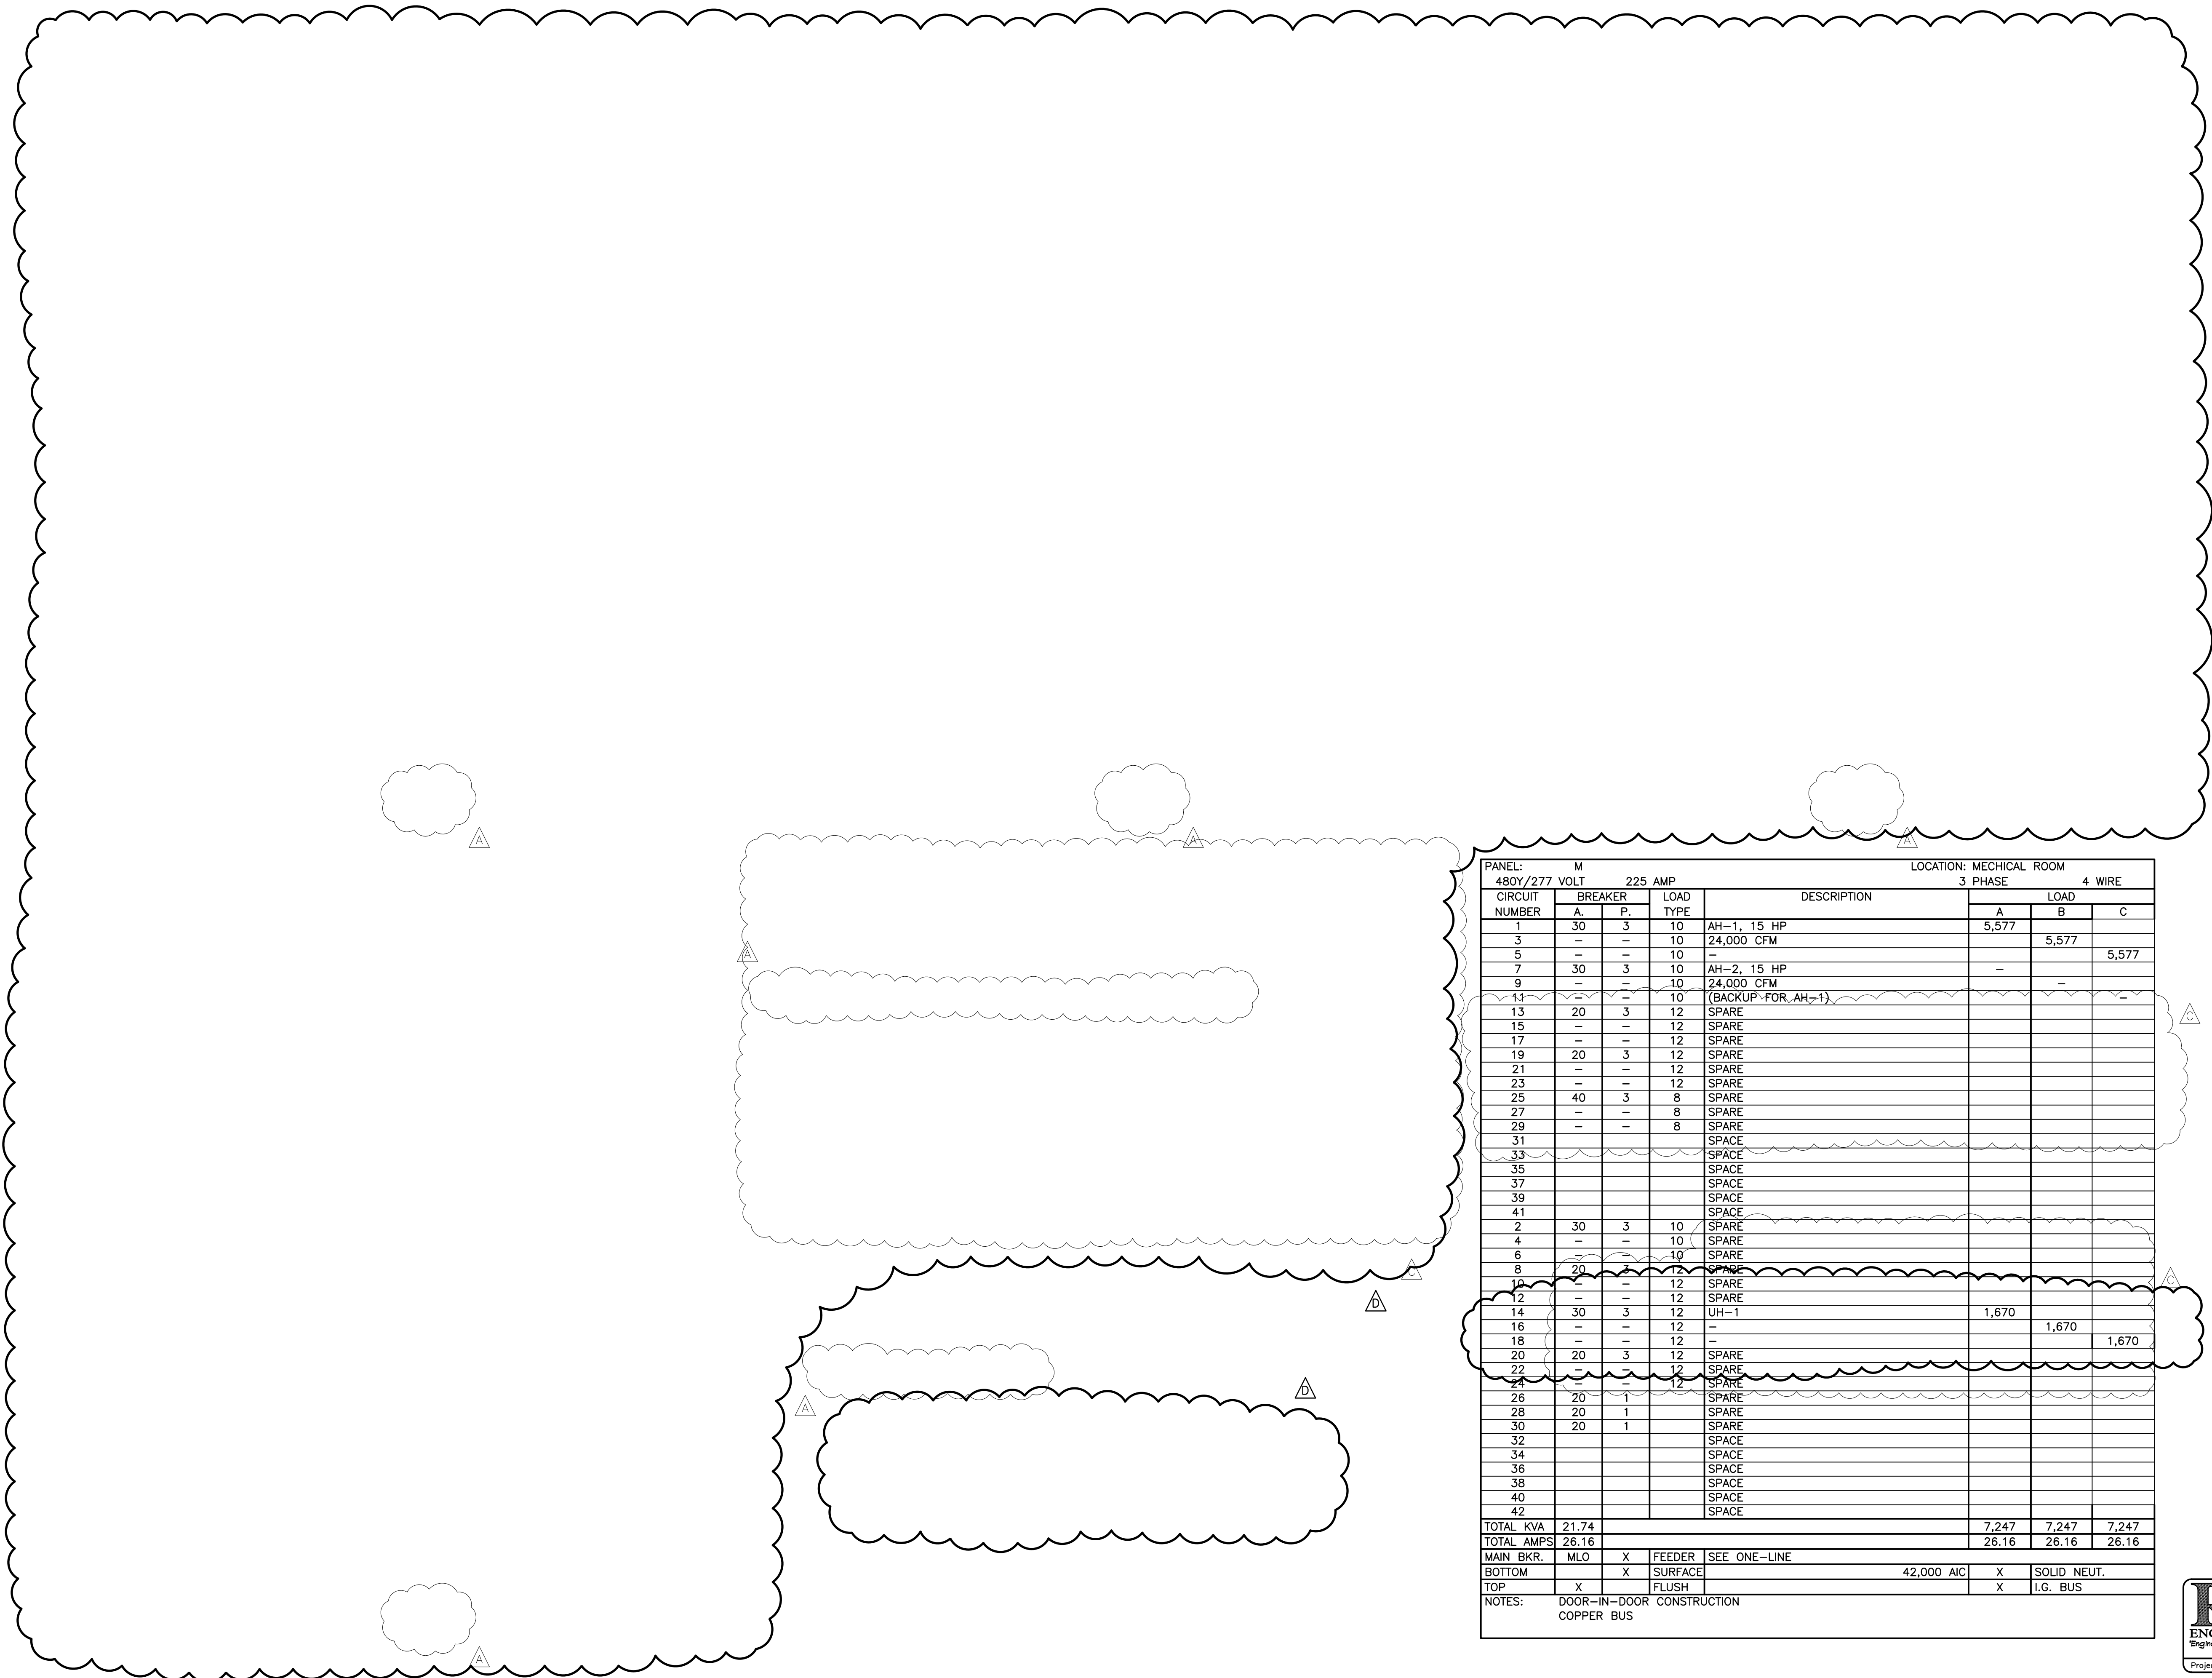 A
A
A
A
PANEL: M LOCATION: MECHICAL ROOM
480Y/277 VOLT 225 AMP 3 PHASE 4 WIRE
CIRCUIT BREAKER LOAD DESCRIPTION LOAD
NUMBER A. P. TYPE A B C
1 30 3 10 AH-1, 15 HP 5,577
3 - - 10 24,000 CFM 5,577
5 - - 10 - 5,577
7 30 3 10 AH-2, 15 HP -
9 - - 10 24,000 CFM -
11 - - 10 (BACKUP FOR AH-1) -
C
13 20 3 12 SPARE
15 - - 12 SPARE
17 - - 12 SPARE
19 20 3 12 SPARE
21 - - 12 SPARE
23 - - 12 SPARE
25 40 3 8 SPARE
27 - - 8 SPARE
29 - - 8 SPARE
31 SPACE
33 SPACE
35 SPACE
37 SPACE
39 SPACE
41 SPACE
2 30 3 10 SPARE
4 - - 10 SPARE
6 - - 10 SPARE
8 20 3 12 SPARE
C
C
10 - - 12 SPARE
12 - - 12 SPARE
D
14 30 3 12 UH-1 1,670
16 - - 12 - 1,670
18 - - 12 - 1,670
20 20 3 12 SPARE
22 - - 12 SPARE
24 - - 12 SPARE
D
26 20 1 SPARE
A
28 20 1 SPARE
30 20 1 SPARE
32 SPACE
34 SPACE
36 SPACE
38 SPACE
40 SPACE
42 SPACE
TOTAL KVA 21.74 7,247 7,247 7,247
TOTAL AMPS 26.16 26.16 26.16 26.16
MAIN BKR. MLO X FEEDER SEE ONE-LINE
BOTTOM X SURFACE 42,000 AIC X SOLID NEUT.
TOP X FLUSH X I.G. BUS
NOTES: DOOR-IN-DOOR CONSTRUCTION
COPPER BUS
A